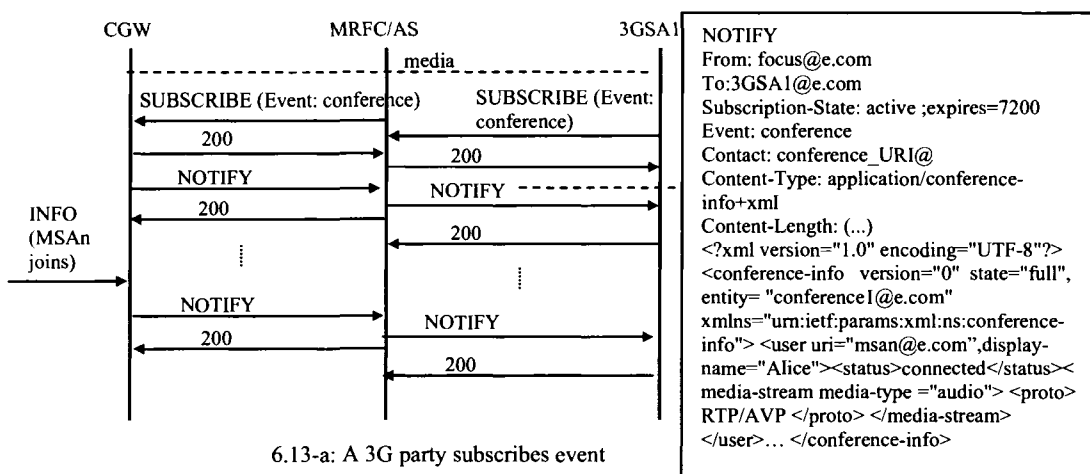 CGW
MRFC/AS
3GSA1
media
SUBSCRIBE (Event: conference)
SUBSCRIBE (Event:
conference)
200
200
NOTIFY
NOTIFY
200
200
INFO
(MSAn
joins)
NOTIFY
NOTIFY
200
200
6.13-a: A 3G party subscribes event
NOTIFY
From: focus@e.com
To:3GSA1@e.com
Subscription-State: active ;expires=7200
Event: conference
Contact: conference_URI@
Content-Type: application/conference-
info+xml
Content-Length: (...)
<?xml version="1.0" encoding="UTF-8"?>
<conference-info version="0" state="full",
entity= "conference1@e.com"
xmlns="urn:ietf:params:xml:ns:conference-
info"> <user uri="msan@e.com",display-
name="Alice"><status>connected</status><
media-stream media-type ="audio"> <proto>
RTP/AVP </proto> </media-stream>
</user>... </conference-info>